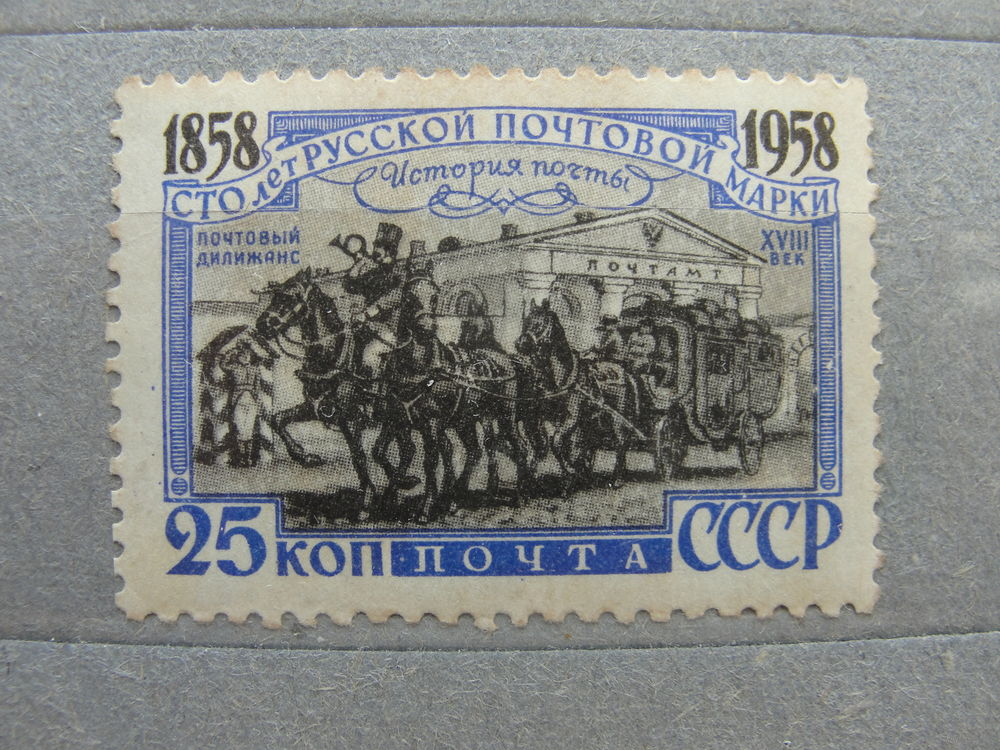 1858
1958
СТО лет РУССКОЙ ПОЧТОВОЙ МАРКИ
История почты
ПОЧТОВЫЙ
ДИЛИЖАНС
XVIII
ВЕК
ПОЧТАМТ
25 КОП · ПОЧТА СССР